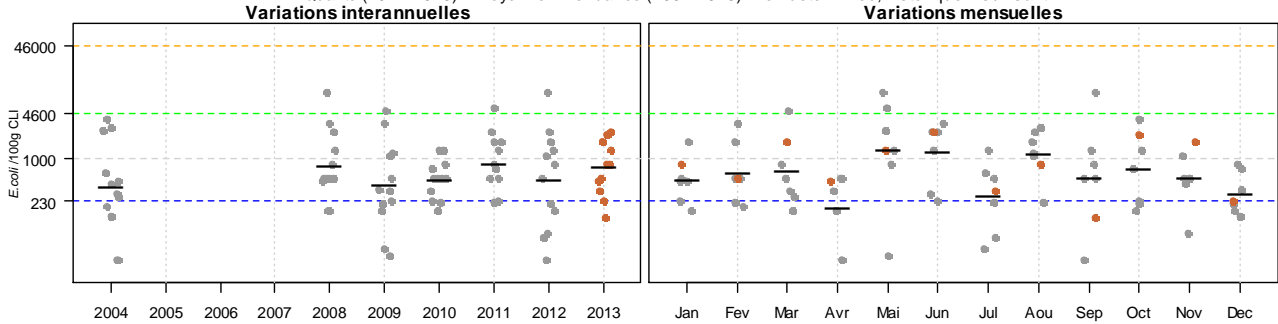 Variations interannuelles
Variations mensuelles
E.coli /100g CLI
46000
4600
1000
230
2004 2005 2006 2007 2008 2009 2010 2011 2012 2013
Jan Fev Mar Avr Mai Jun Jul Aou Sep Oct Nov Dec